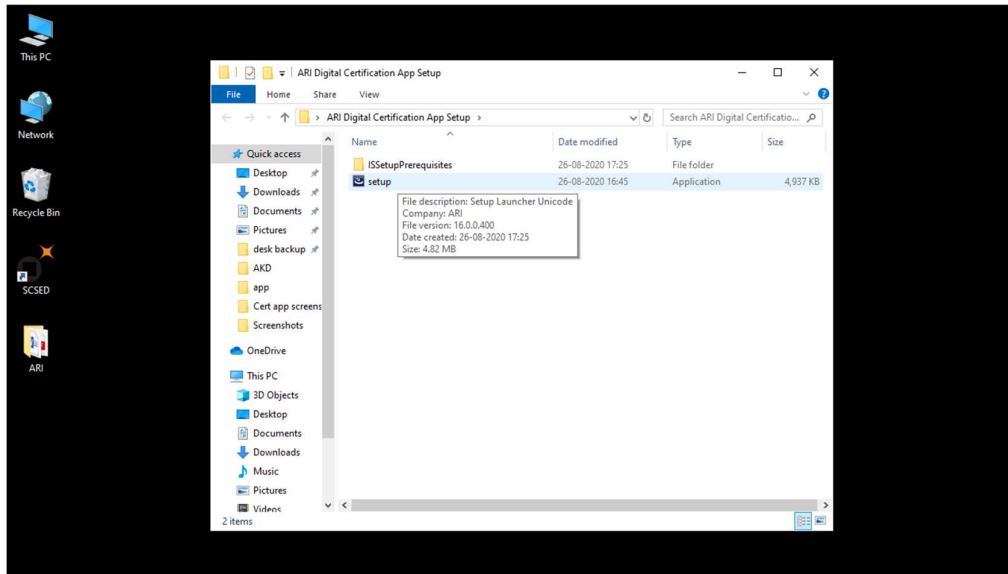 This PC
Network
Recycle Bin
SCSED
ARI
ARI Digital Certification App Setup
File Home Share View
ARI Digital Certification App Setup
Search ARI Digital Certificatio...
Name Date modified Type Size
Quick access
Desktop
Downloads
Documents
Pictures
desk backup
AKD
app
Cert app screens
Screenshots
OneDrive
This PC
3D Objects
Desktop
Documents
Downloads
Music
Pictures
Videos
ISSetupPrerequisites 26-08-2020 17:25 File folder
setup 26-08-2020 16:45 Application 4,937 KB
File description: Setup Launcher Unicode
Company: ARI
File version: 16.0.0.400
Date created: 26-08-2020 17:25
Size: 4.82 MB
2 items